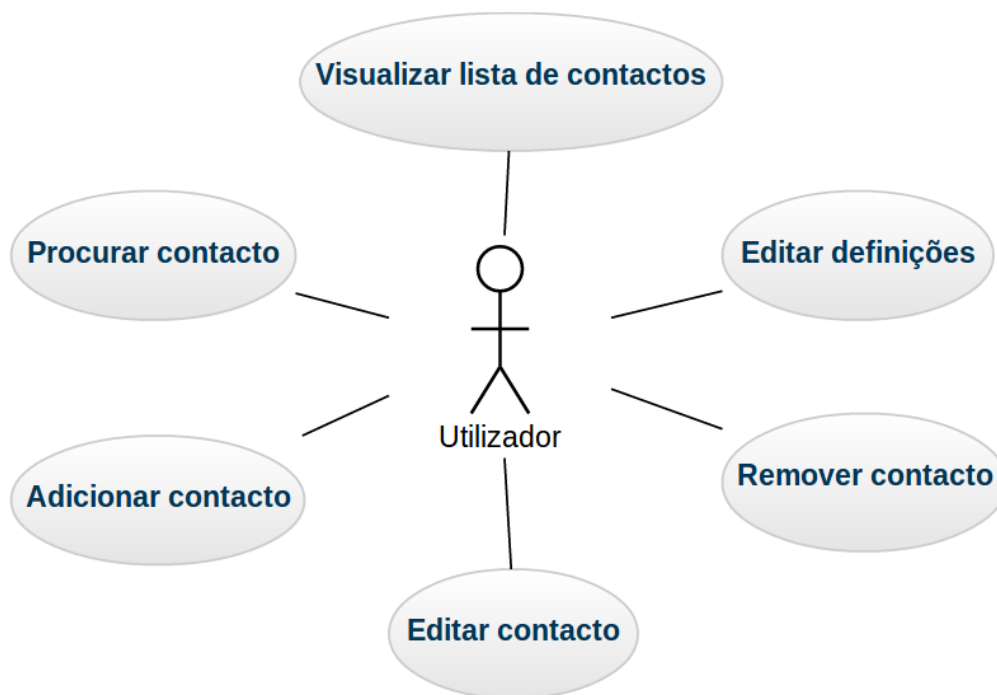 Visualizar lista de contactos
Procurar contacto
Editar definições
Utilizador
Adicionar contacto
Remover contacto
Editar contacto